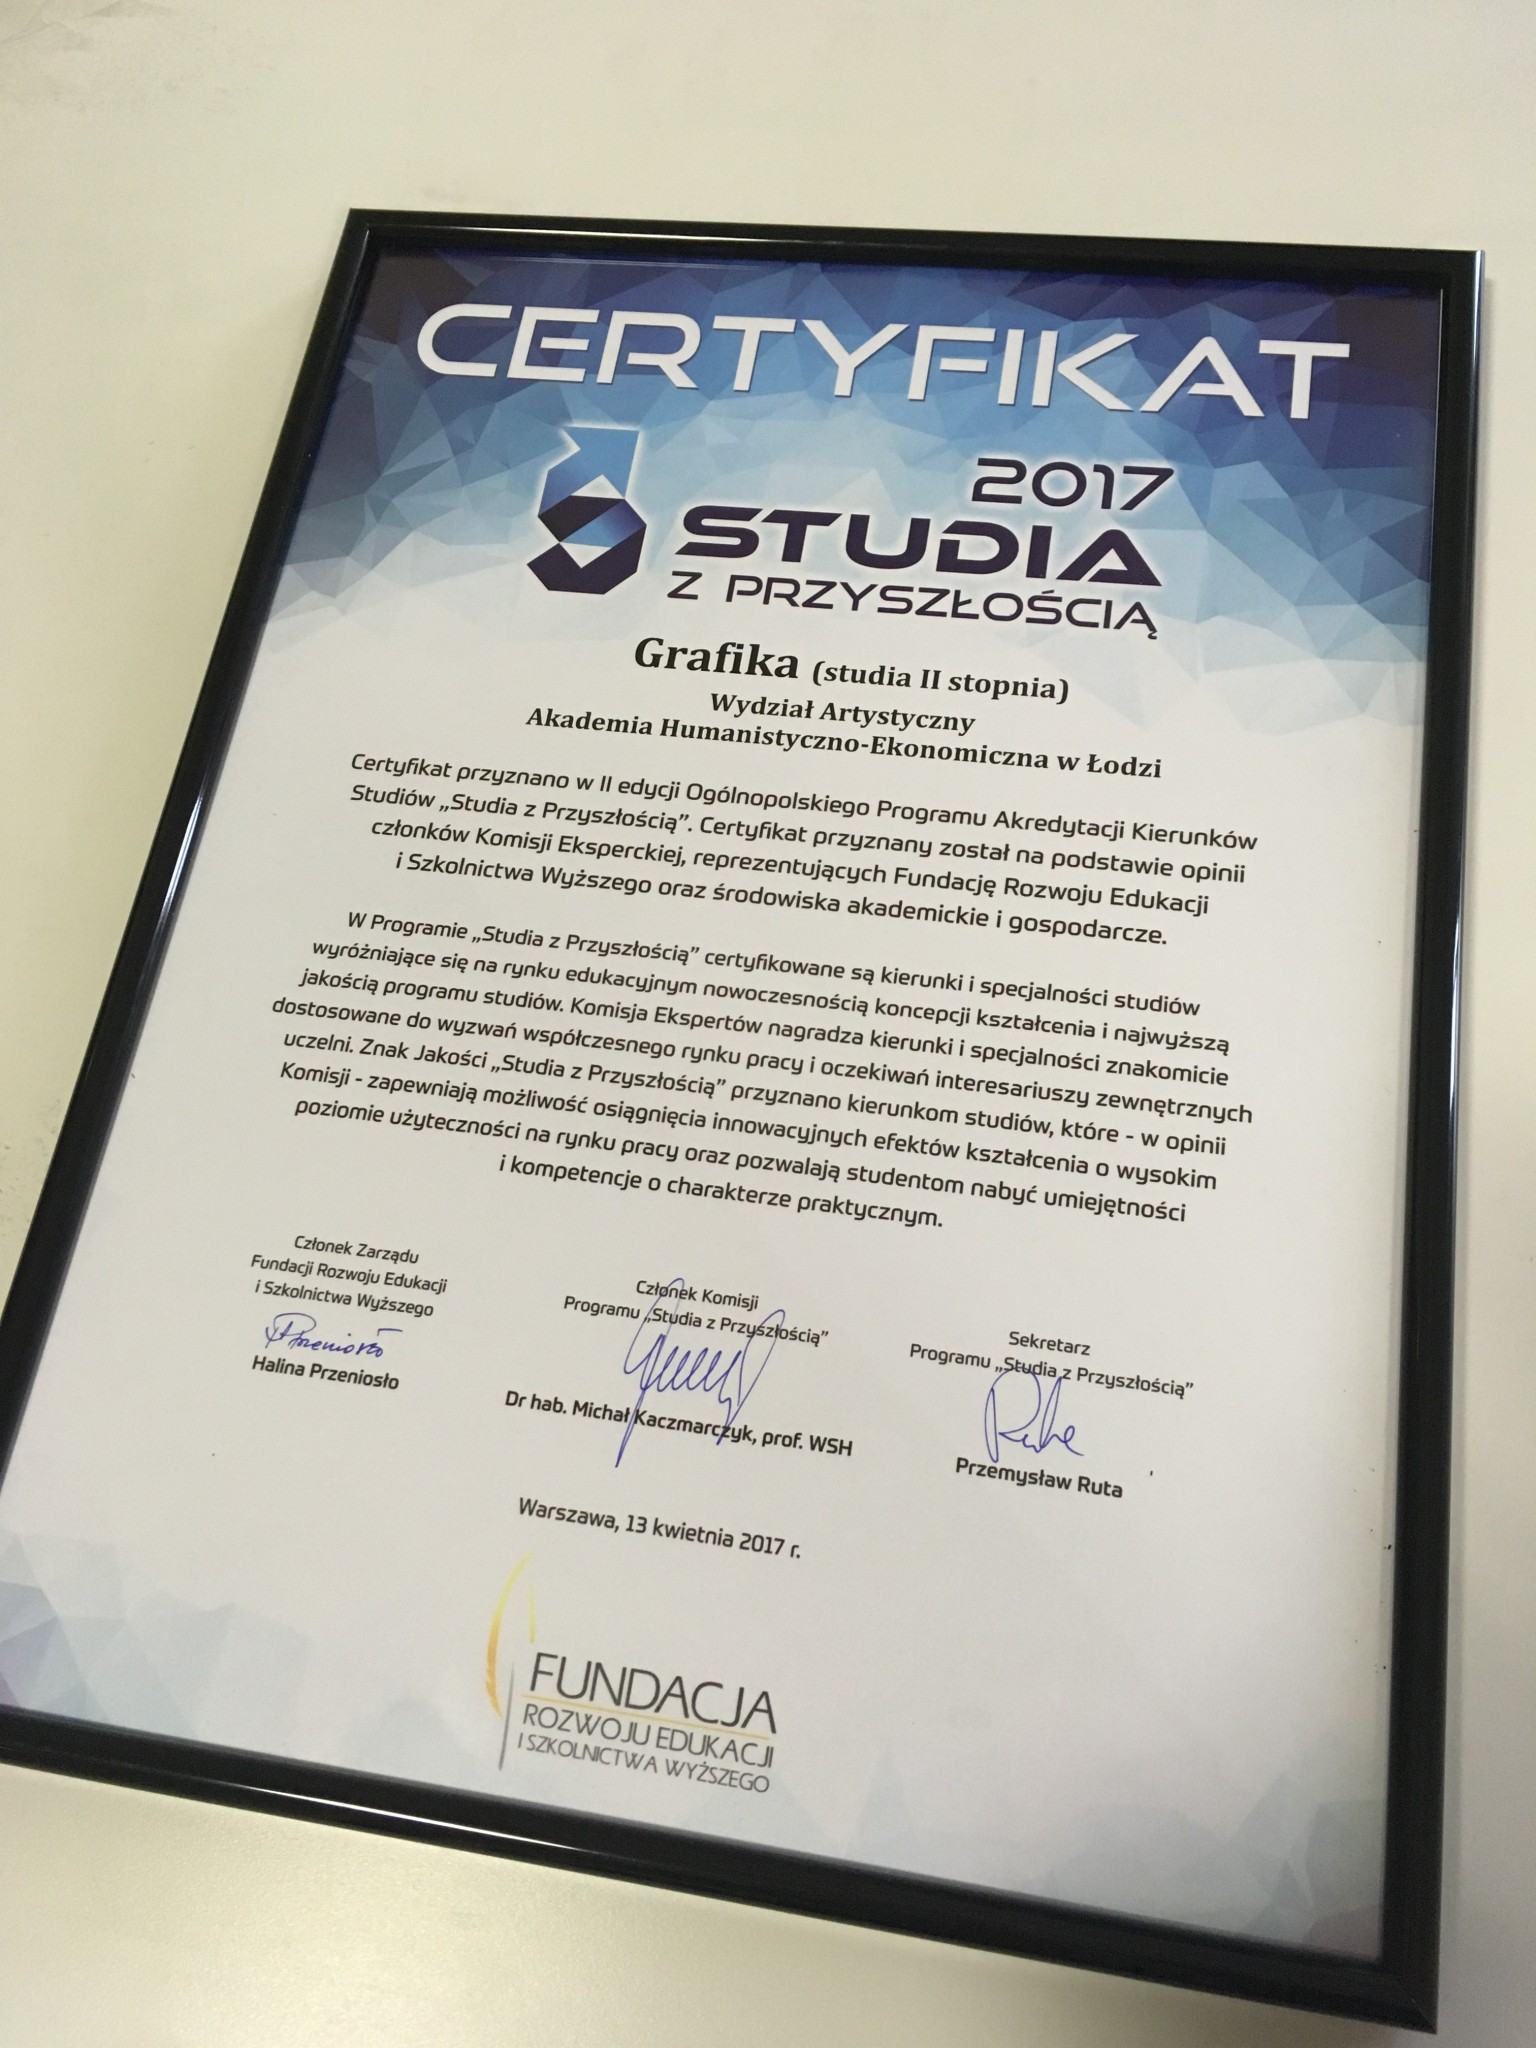 CERTYFIKAT
2017
STUDIA
Z PRZYSZŁOŚCIĄ
Grafika (studia II stopnia)
Wydział Artystyczny
Akademia Humanistyczno-Ekonomiczna w Łodzi
Certyfikat przyznano w II edycji Ogólnopolskiego Programu Akredytacji Kierunków
Studiów „Studia z Przyszłością”. Certyfikat przyznany został na podstawie opinii
członków Komisji Eksperckiej, reprezentujących Fundację Rozwoju Edukacji
i Szkolnictwa Wyższego oraz środowiska akademickie i gospodarcze.
W Programie „Studia z Przyszłością” certyfikowane są kierunki i specjalności studiów
wyróżniające się na rynku edukacyjnym nowoczesnością koncepcji kształcenia i najwyższą
jakością programu studiów. Komisja Ekspertów nagradza kierunki i specjalności znakomicie
dostosowane do wyzwań współczesnego rynku pracy i oczekiwań interesariuszy zewnętrznych
uczelni. Znak Jakości „Studia z Przyszłością” przyznano kierunkom studiów, które - w opinii
Komisji - zapewniają możliwość osiągnięcia innowacyjnych efektów kształcenia o wysokim
poziomie użyteczności na rynku pracy oraz pozwalają studentom nabyć umiejętności
i kompetencje o charakterze praktycznym.
Członek Zarządu
Fundacji Rozwoju Edukacji
i Szkolnictwa Wyższego
HPrzeniosło
Halina Przeniosło
Członek Komisji
Programu „Studia z Przyszłością”
Dr hab. Michał Kaczmarczyk, prof. WSH
Sekretarz
Programu „Studia z Przyszłością”
Ruta
Przemysław Ruta
Warszawa, 13 kwietnia 2017 r.
FUNDACJA
ROZWOJU EDUKACJI
I SZKOLNICTWA WYŻSZEGO